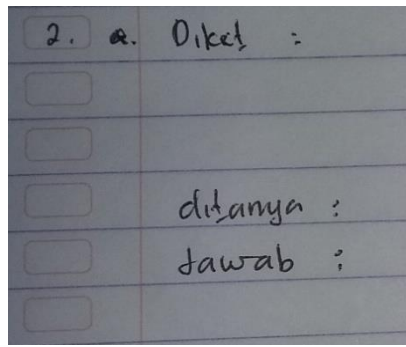 2. a. Diket :
ditanya :
Jawab :